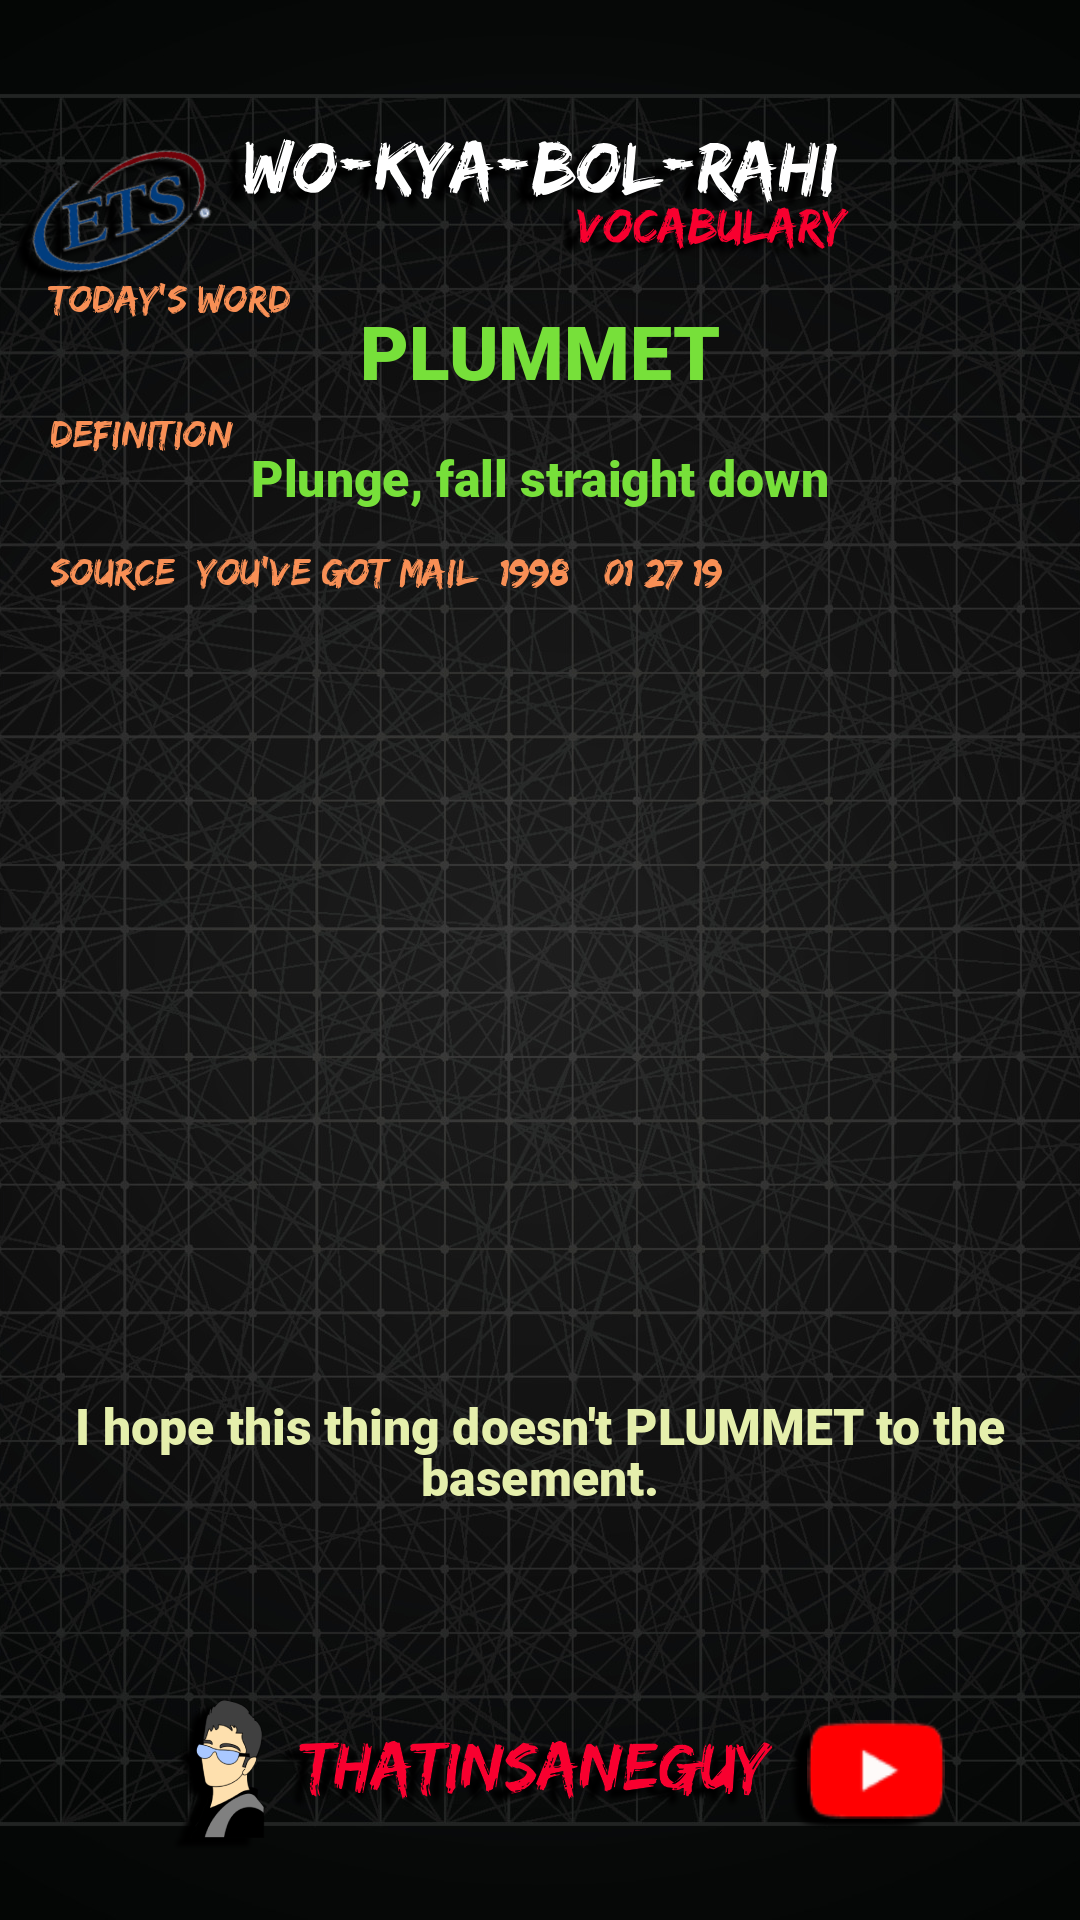 ETS
WO-KYA-BOL-RAHI
VOCABULARY
TODAY'S WORD
PLUMMET
DEFINITION
Plunge, fall straight down
SOURCE YOU'VE GOT MAIL 1998 01 27 19
I hope this thing doesn't PLUMMET to the
basement.
THATINSANEGUY